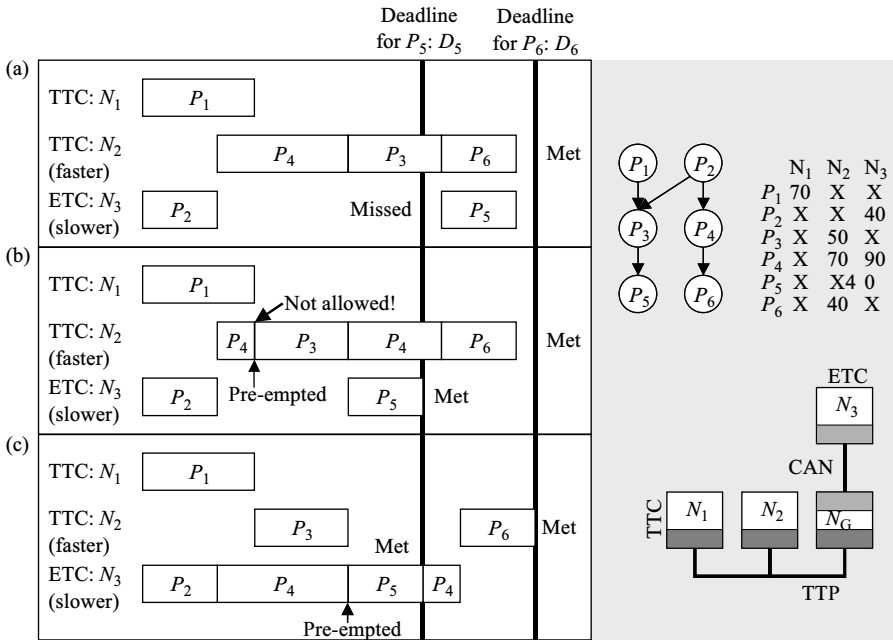 Deadline for P5: D5
Deadline for P6: D6
(a)
TTC: N1
P1
TTC: N2 (faster)
P4 P3 P6 Met
ETC: N3 (slower)
P2 Missed P5
(b)
TTC: N1
P1
Not allowed!
TTC: N2 (faster)
P4 P3 P4 P6 Met
ETC: N3 (slower)
P2 Pre-empted P5 Met
(c)
TTC: N1
P1
TTC: N2 (faster)
P3 Met P6 Met
ETC: N3 (slower)
P2 P4 P5 P4
Pre-empted
P1 P2
P3 P4
P5 P6
N1 N2 N3
P1 70 X X
P2 X X 40
P3 X 50 X
P4 X 70 90
P5 X X4 0
P6 X 40 X
ETC
N3
CAN
TTC
N1 N2 NG
TTP